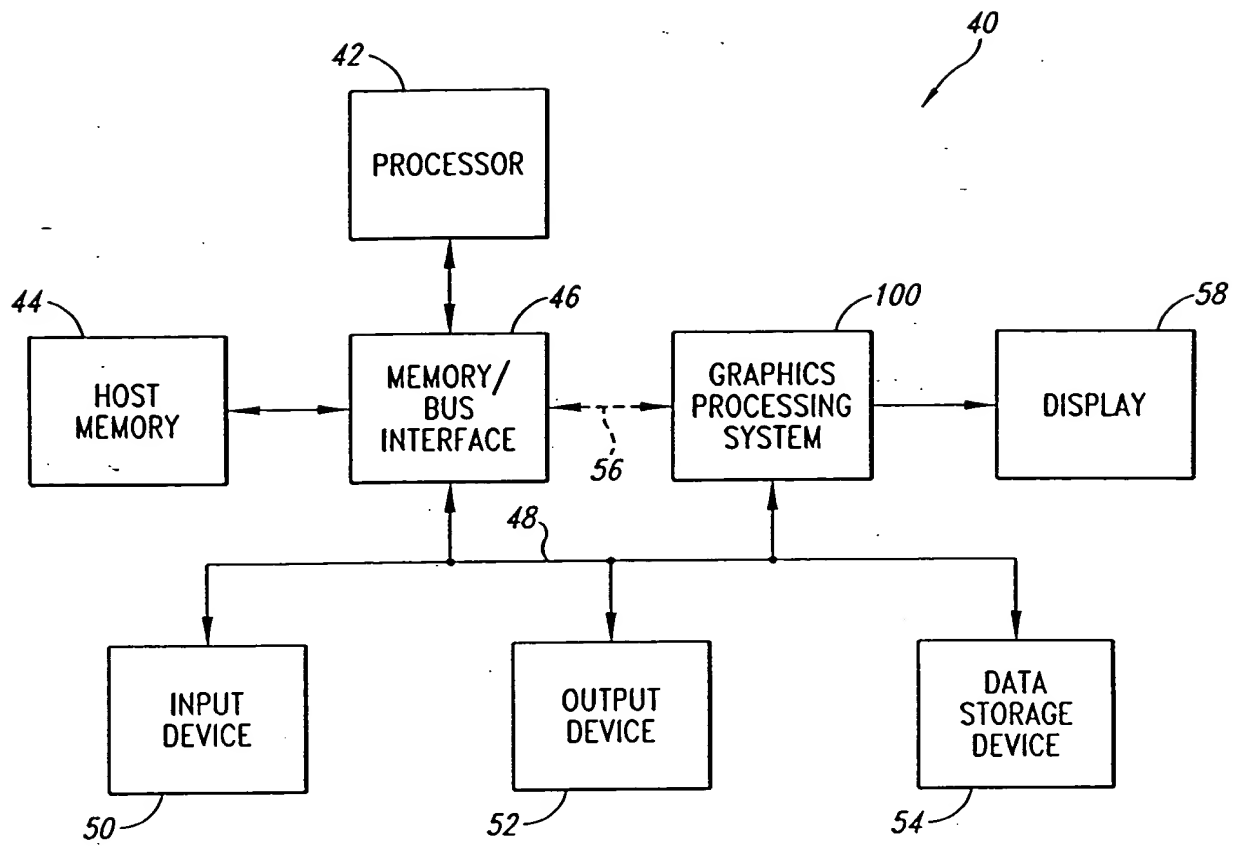 40
42
PROCESSOR
44
46
100
58
HOST
MEMORY
MEMORY/
BUS
INTERFACE
GRAPHICS
PROCESSING
SYSTEM
DISPLAY
56
48
INPUT
DEVICE
OUTPUT
DEVICE
DATA
STORAGE
DEVICE
50
52
54